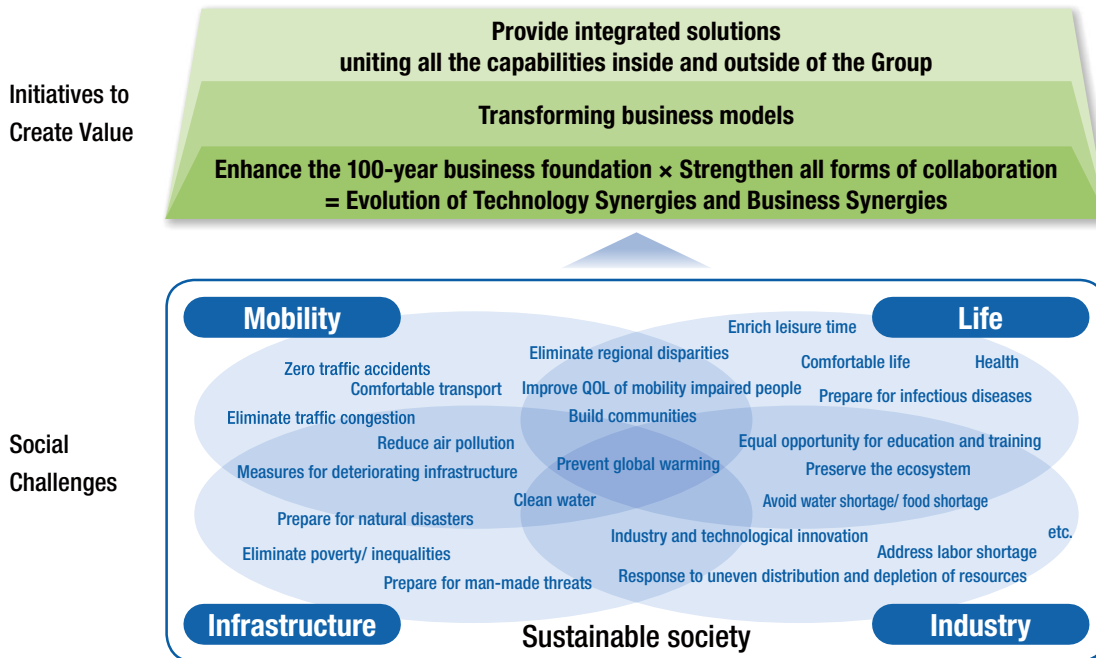 Provide integrated solutions
uniting all the capabilities inside and outside of the Group
Initiatives to
Create Value
Transforming business models
Enhance the 100-year business foundation × Strengthen all forms of collaboration
= Evolution of Technology Synergies and Business Synergies
Mobility
Life
Enrich leisure time
Eliminate regional disparities
Zero traffic accidents
Comfortable life
Health
Comfortable transport
Improve QOL of mobility impaired people
Prepare for infectious diseases
Eliminate traffic congestion
Build communities
Reduce air pollution
Equal opportunity for education and training
Social
Challenges
Measures for deteriorating infrastructure
Prevent global warming
Preserve the ecosystem
Clean water
Avoid water shortage/ food shortage
Prepare for natural disasters
Industry and technological innovation
etc.
Eliminate poverty/ inequalities
Address labor shortage
Prepare for man-made threats
Response to uneven distribution and depletion of resources
Infrastructure
Sustainable society
Industry